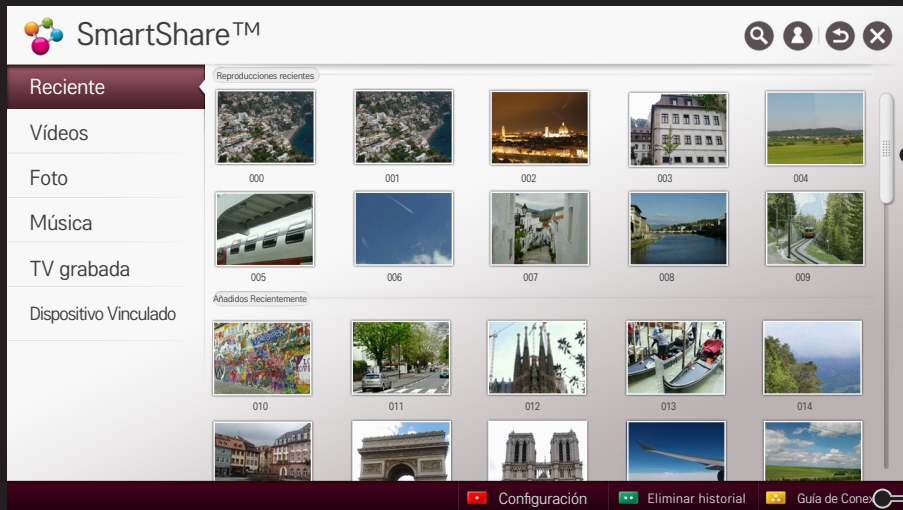 SmartShare™
Reciente
Vídeos
Foto
Música
TV grabada
Dispositivo Vinculado
Reproducciones recientes
000 001 002 003 004
005 006 007 008 009
Añadidos Recientemente
010 011 012 013 014
Configuración Eliminar historial Guía de Conex